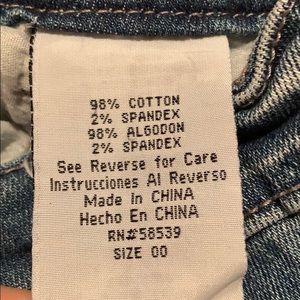 98% COTTON
2% SPANDEX
98% ALGODON
2% SPANDEX
See Reverse for Care
Instrucciones Al Reverso
Made In CHINA
Hecho En CHINA
RN#58539
SIZE 00